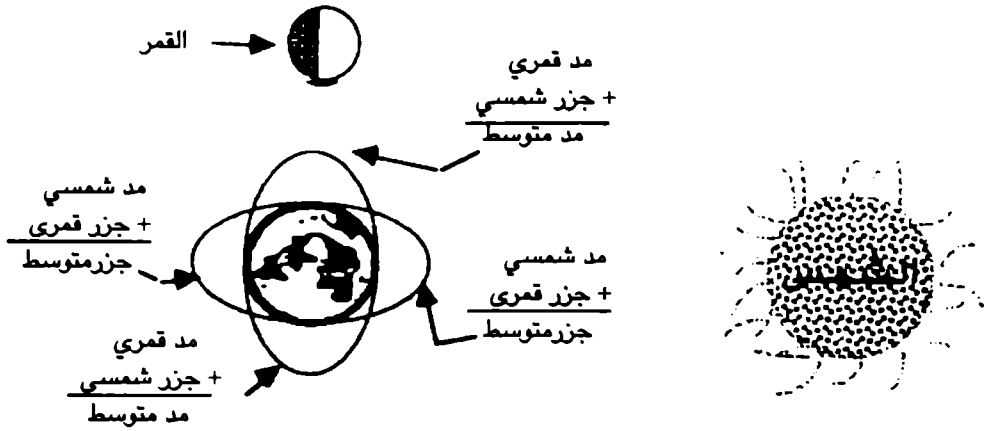 القمر
مد قمري
+ جزر شمسي
مد متوسط
مد شمسي
+ جزر قمري
جزرمتوسط
مد شمسي
+ جزر قمري
جزرمتوسط
مد قمري
+ جزر شمسي
مد متوسط
الشمس